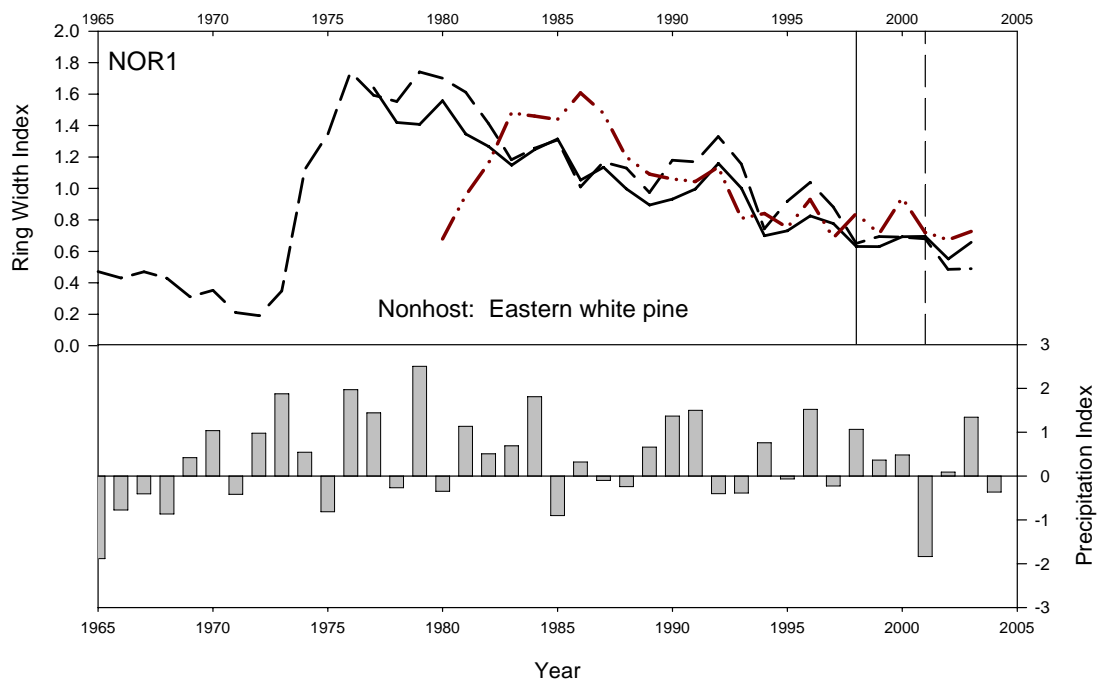 1965 1970 1975 1980 1985 1990 1995 2000 2005
2.0
NOR1
1.8
1.6
1.4
1.2
1.0
0.8
0.6
0.4
0.2
0.0
Ring Width Index
Nonhost: Eastern white pine
3
2
1
0
-1
-2
-3
Precipitation Index
1965 1970 1975 1980 1985 1990 1995 2000 2005
Year